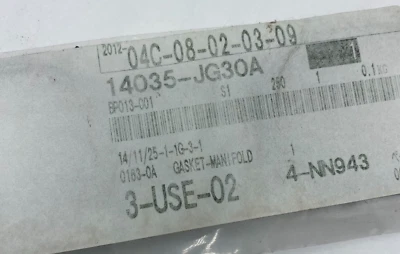 2012- 04C-08-02-03-09
14035-JG30A
BP013-001 S1 280 1 0.1KG
14/11/25-1-1G-3-1
0163-0A GASKET-MANIFOLD 1
3-USE-02 4-NN943